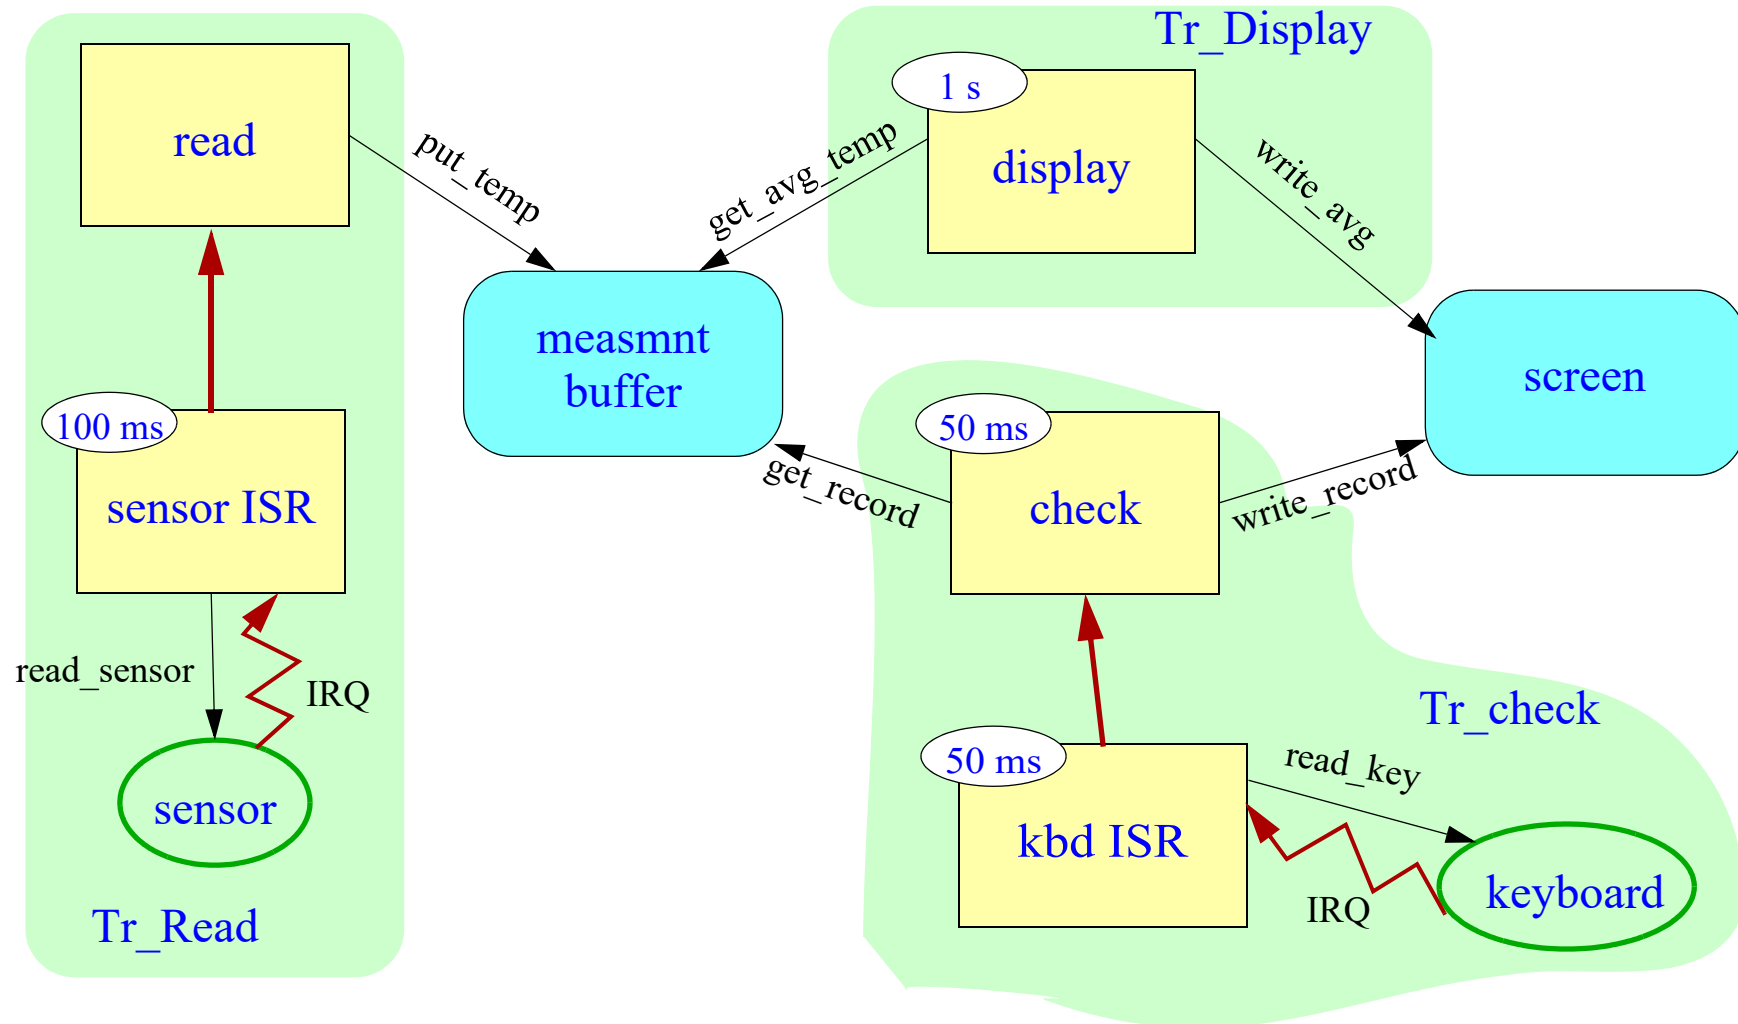 Tr_Display
1 s
read
display
put_temp
get_avg_temp
write_avg
measmnt
buffer
screen
100 ms
50 ms
sensor ISR
check
get_record
write_record
read_sensor
IRQ
Tr_check
50 ms
read_key
sensor
kbd ISR
keyboard
IRQ
Tr_Read